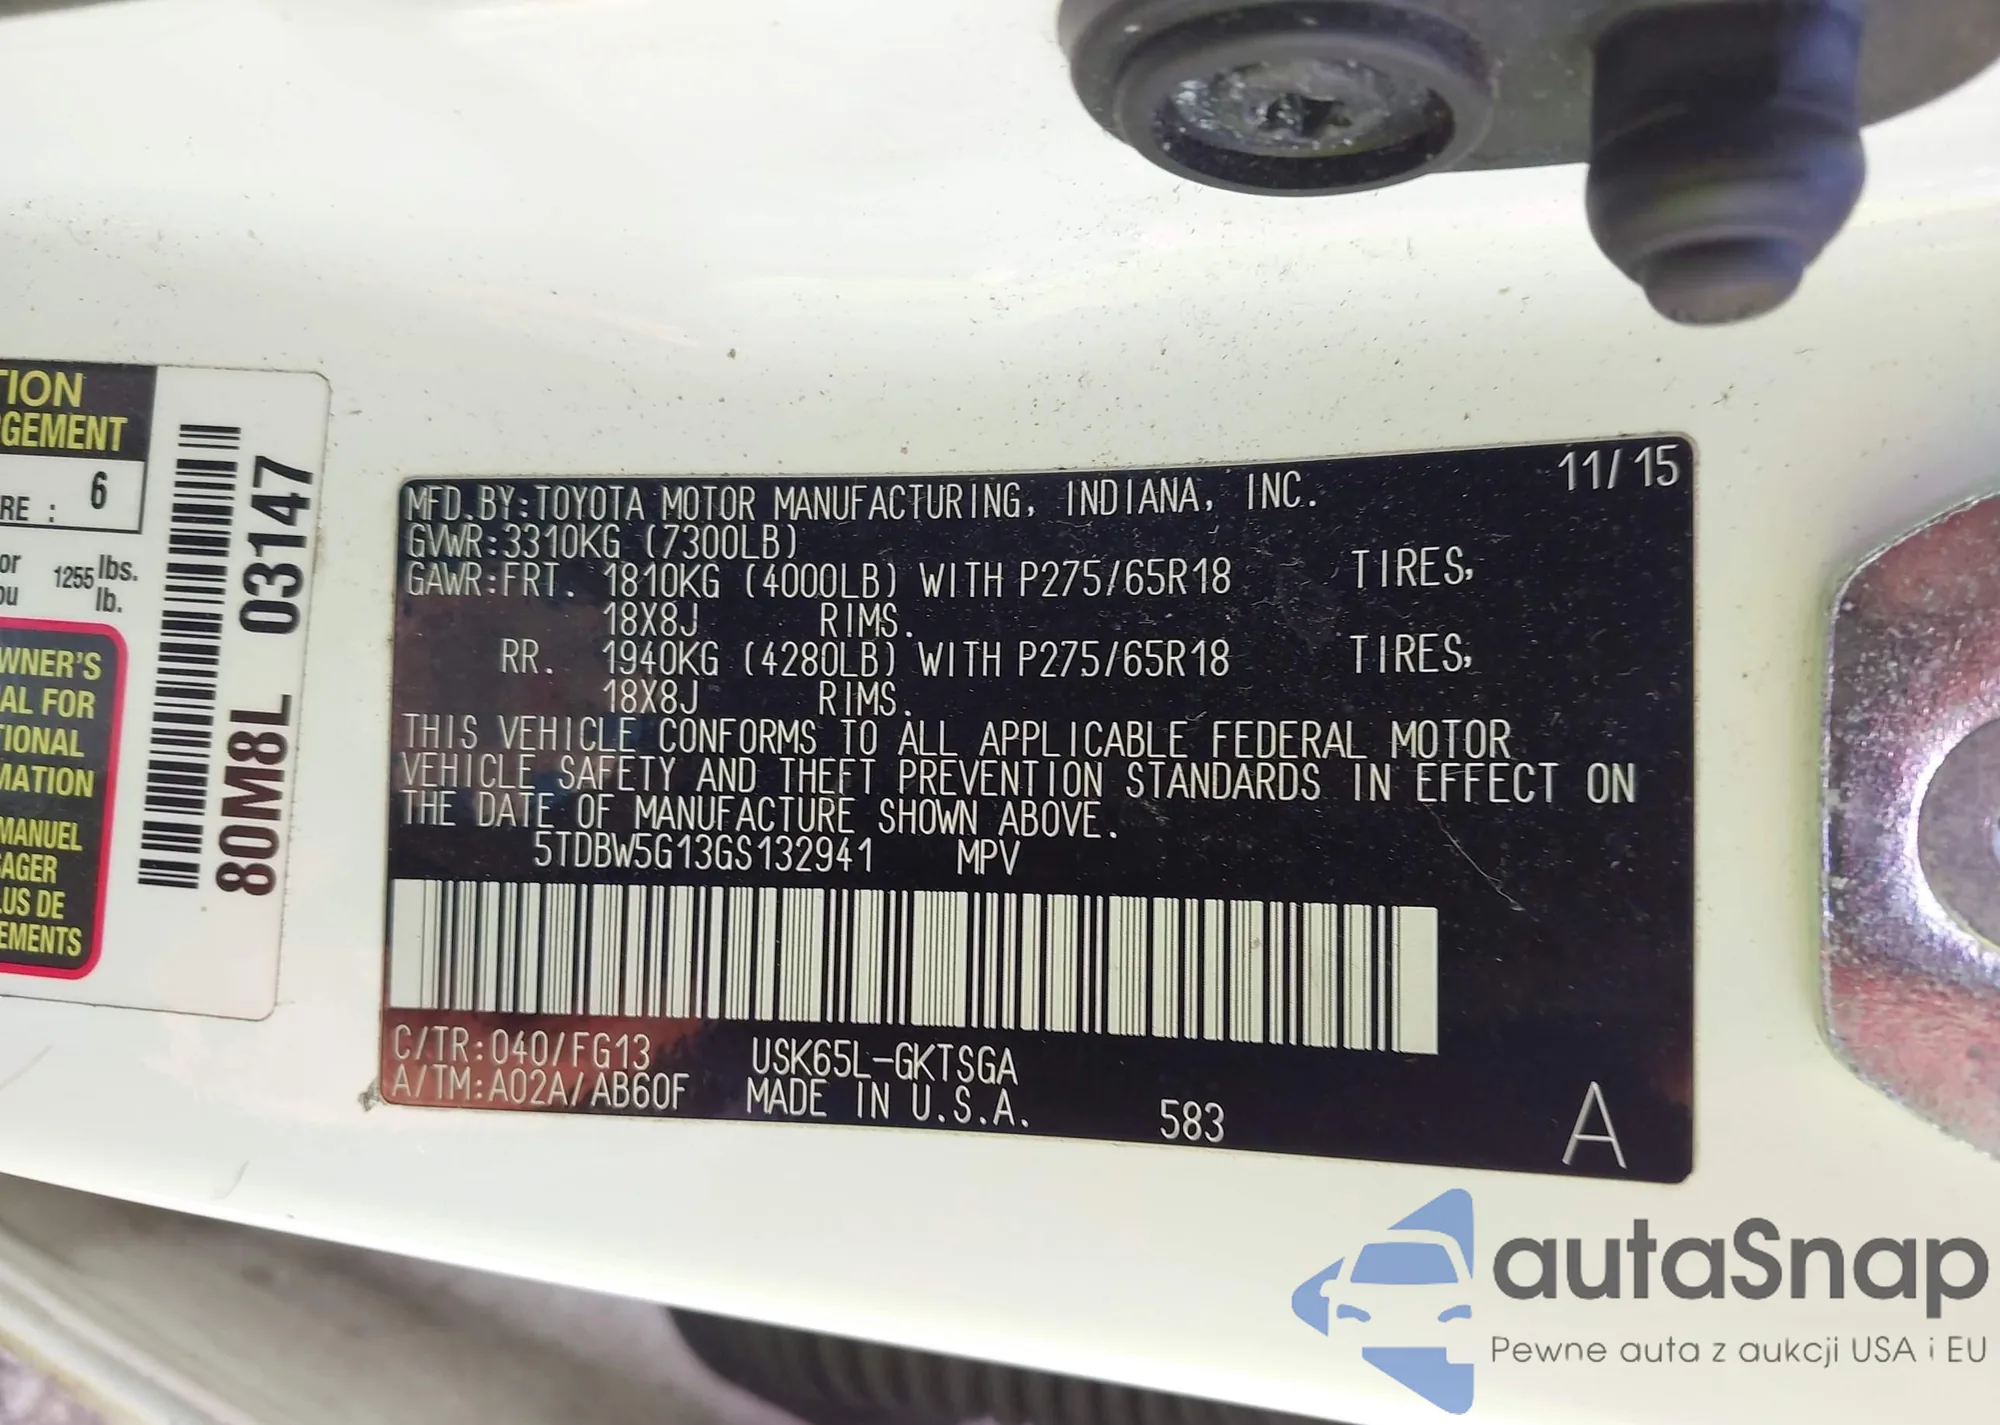 TION
GEMENT
RE : 6
or
ou 1255 lbs.
lb.
WNER'S
AL FOR
TIONAL
MATION
MANUEL
AGER
LUS DE
EMENTS
80M8L 03147
11/15
MFD.BY:TOYOTA MOTOR MANUFACTURING, INDIANA, INC.
GVWR:3310KG (7300LB)
GAWR:FRT. 1810KG (4000LB) WITH P275/65R18 TIRES,
18X8J RIMS.
RR. 1940KG (4280LB) WITH P275/65R18 TIRES,
18X8J RIMS.
THIS VEHICLE CONFORMS TO ALL APPLICABLE FEDERAL MOTOR
VEHICLE SAFETY AND THEFT PREVENTION STANDARDS IN EFFECT ON
THE DATE OF MANUFACTURE SHOWN ABOVE.
5TDBW5G13GS132941 MPV
C/TR:040/FG13 USK65L-GKTSGA
A/TM:A02A/AB60F MADE IN U.S.A. 583 A
autaSnap
Pewne auta z aukcji USA i EU